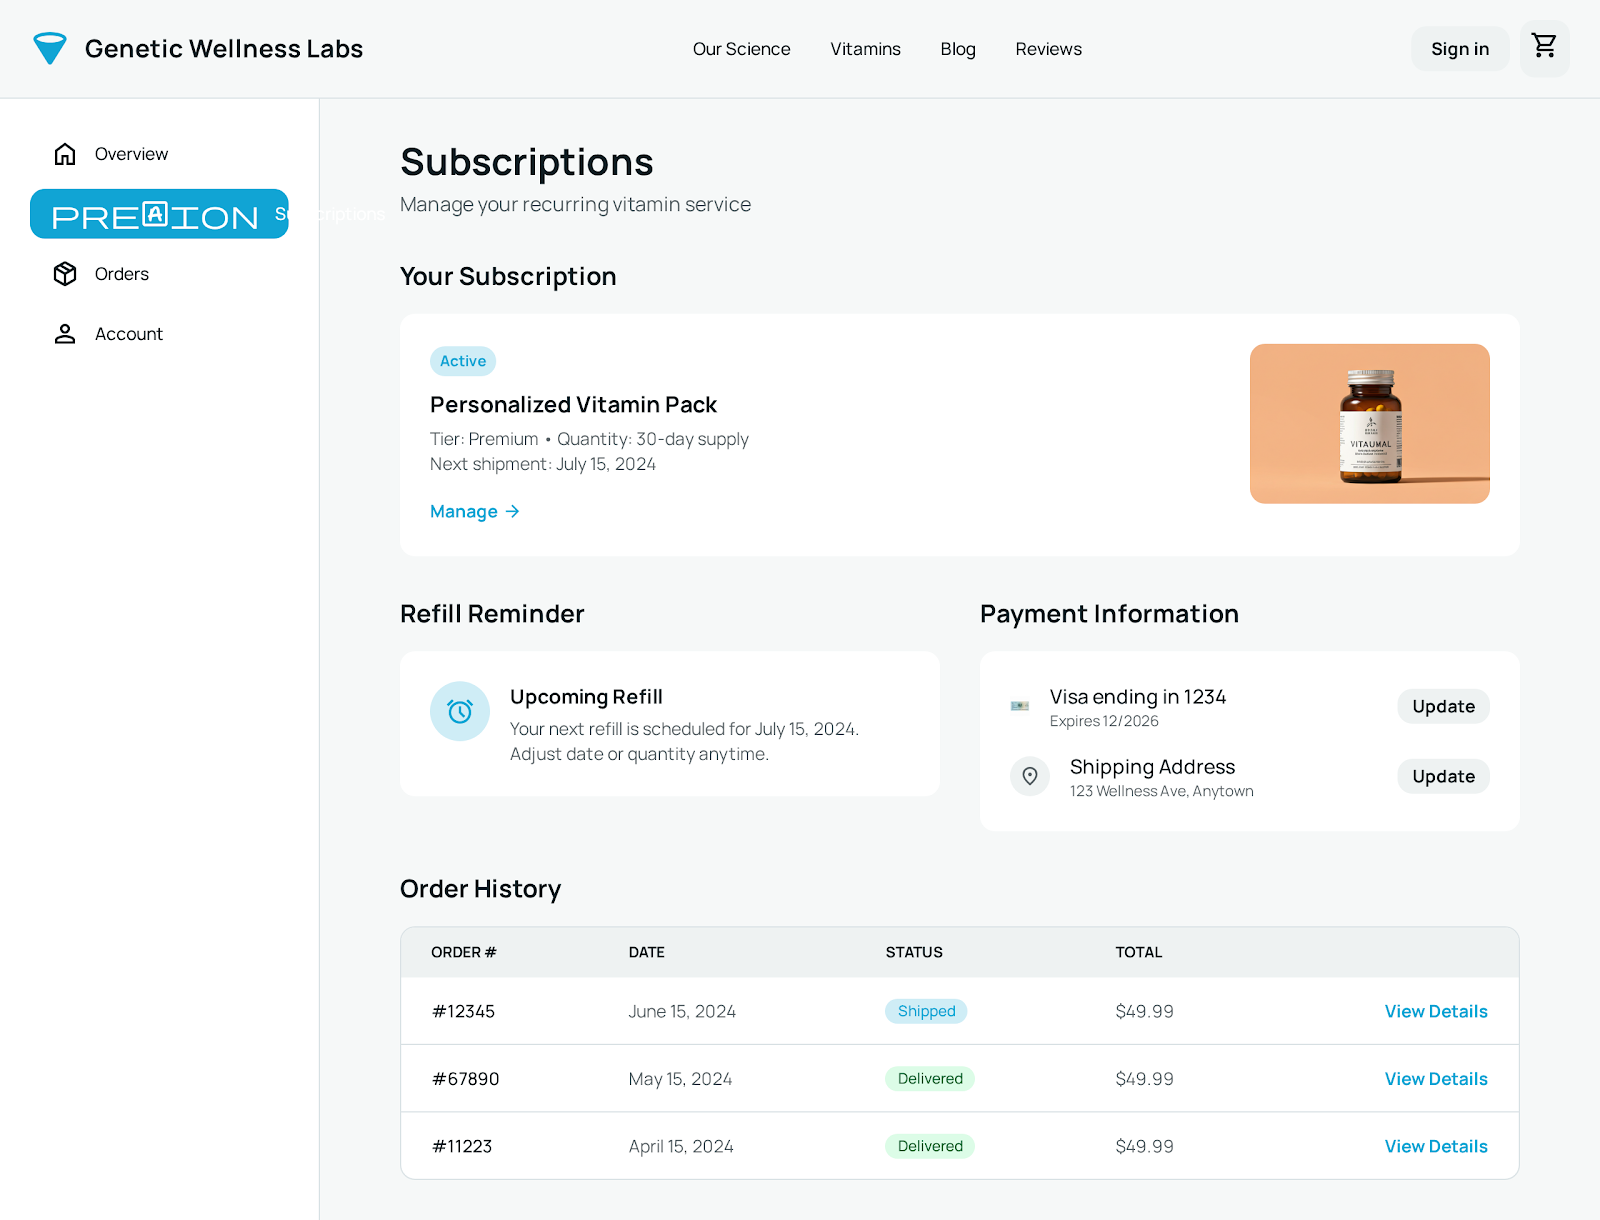 Genetic Wellness Labs
Our Science
Vitamins
Blog
Reviews
Sign in
Overview
PRE A ION
Subscriptions
Orders
Account
Subscriptions
Manage your recurring vitamin service
Your Subscription
Active
Personalized Vitamin Pack
Tier: Premium • Quantity: 30-day supply
Next shipment: July 15, 2024
Manage →
VITAUMAL
Refill Reminder
Upcoming Refill
Your next refill is scheduled for July 15, 2024.
Adjust date or quantity anytime.
Payment Information
Visa ending in 1234
Expires 12/2026
Update
Shipping Address
123 Wellness Ave, Anytown
Update
Order History
ORDER # DATE STATUS TOTAL
#12345 June 15, 2024 Shipped $49.99 View Details
#67890 May 15, 2024 Delivered $49.99 View Details
#11223 April 15, 2024 Delivered $49.99 View Details